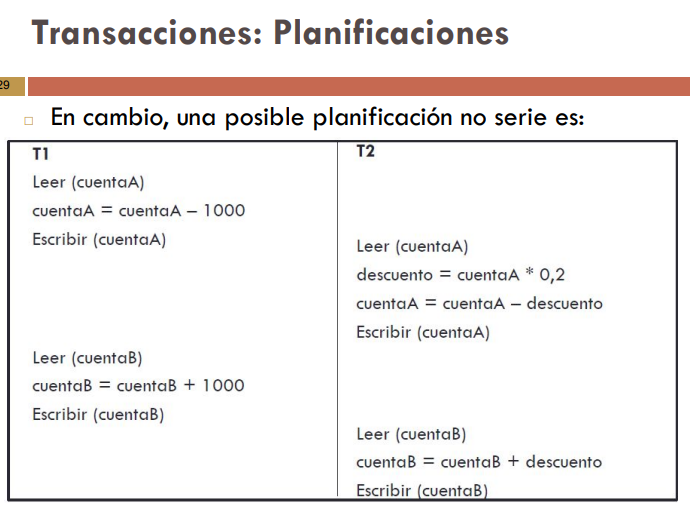 Transacciones: Planificaciones
29
□ En cambio, una posible planificación no serie es:
T1
Leer (cuentaA)
cuentaA = cuentaA – 1000
Escribir (cuentaA)
Leer (cuentaB)
cuentaB = cuentaB + 1000
Escribir (cuentaB)
T2
Leer (cuentaA)
descuento = cuentaA * 0,2
cuentaA = cuentaA – descuento
Escribir (cuentaA)
Leer (cuentaB)
cuentaB = cuentaB + descuento
Escribir (cuentaB)